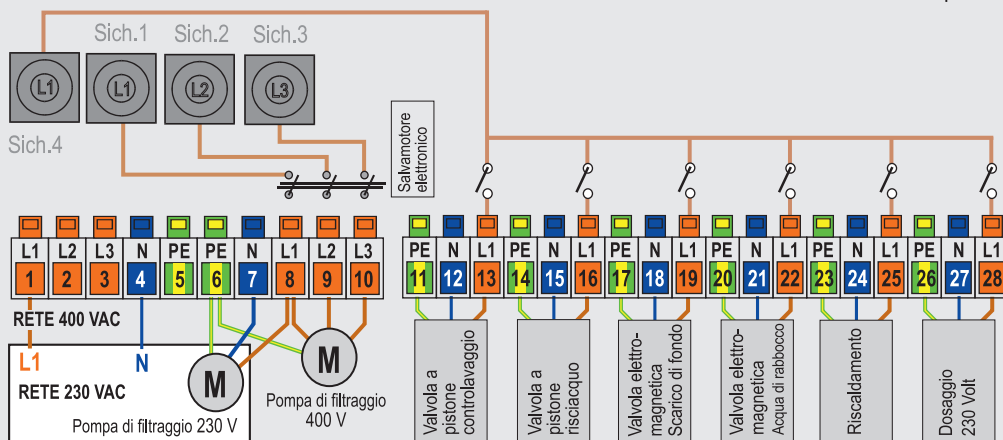 Sich.1 Sich.2 Sich.3
L1 L1 L2 L3
Sich.4
Salvamotore
elettronico
L1 L2 L3 N PE PE N L1 L2 L3
1 2 3 4 5 6 7 8 9 10
PE N L1 PE N L1 PE N L1 PE N L1 PE N L1 PE N L1
11 12 13 14 15 16 17 18 19 20 21 22 23 24 25 26 27 28
RETE 400 VAC
L1 N
RETE 230 VAC
M
Pompa di filtraggio 230 V
M
Pompa di filtraggio
400 V
Valvola a
pistone
controlavaggio
Valvola a
pistone
risciacquo
Valvola elettro-
magnetica
Scarico di fondo
Valvola elettro-
magnetica
Acqua di rabbocco
Riscaldamento
Dosaggio
230 Volt